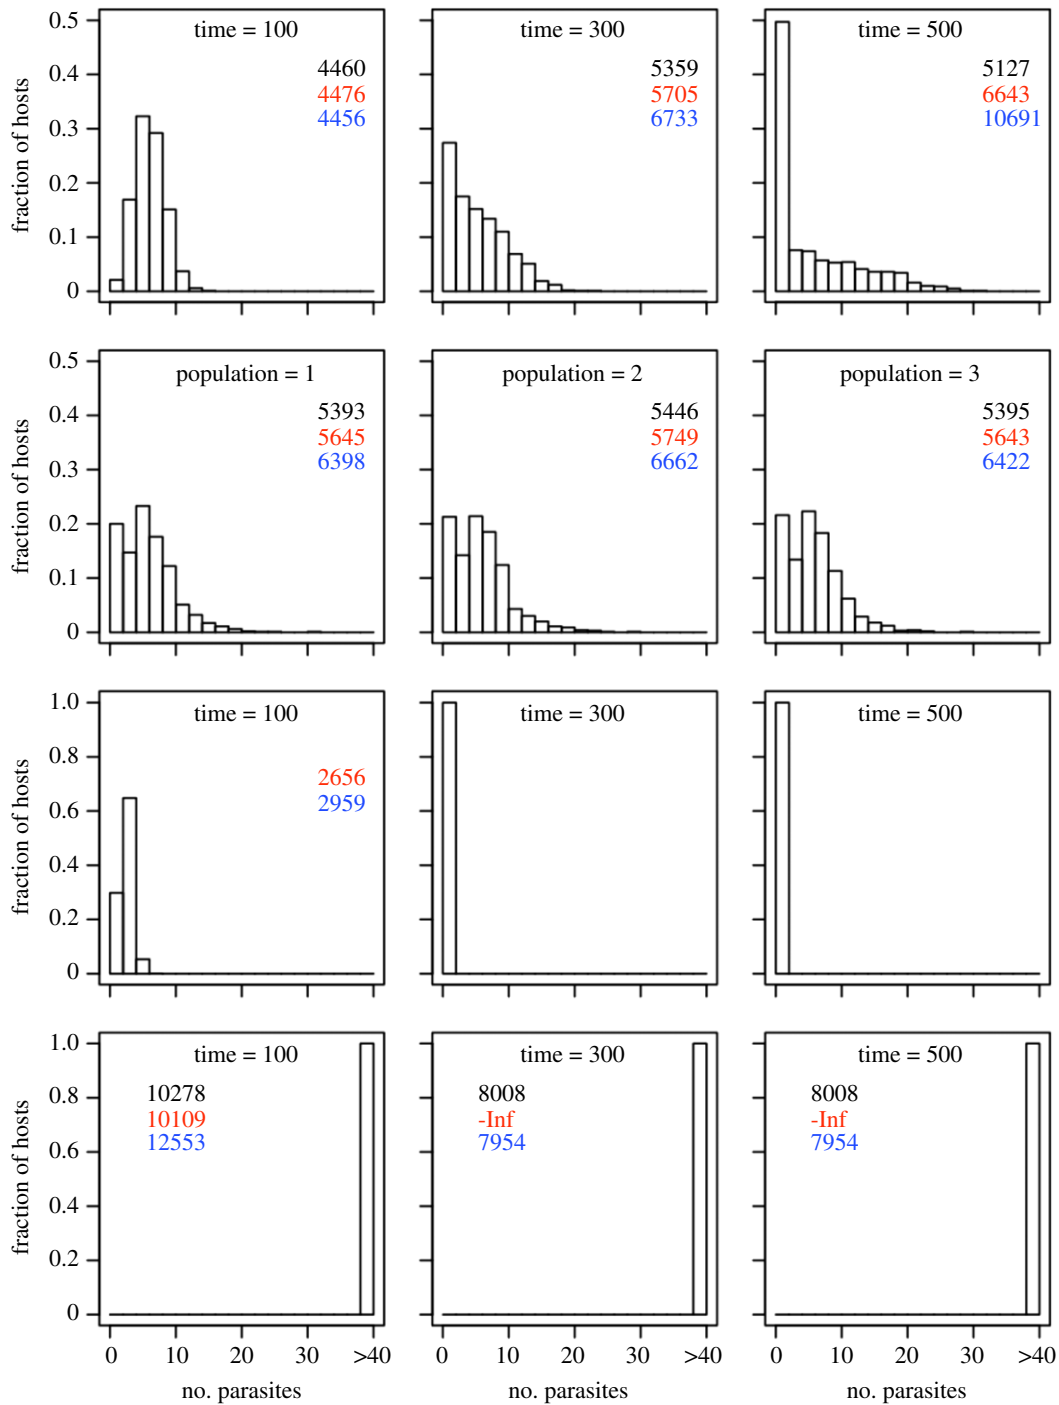 time = 100
time = 300
time = 500
4460
4476
4456
5359
5705
6733
5127
6643
10691
0.5
0.4
0.3
0.2
0.1
0
fraction of hosts
population = 1
population = 2
population = 3
5393
5645
6398
5446
5749
6662
5395
5643
6422
0.5
0.4
0.3
0.2
0.1
0
fraction of hosts
time = 100
time = 300
time = 500
2656
2959
1.0
0.8
0.6
0.4
0.2
0
fraction of hosts
time = 100
time = 300
time = 500
10278
10109
12553
8008
-Inf
7954
8008
-Inf
7954
1.0
0.8
0.6
0.4
0.2
0
fraction of hosts
0 10 20 30 >40
0 10 20 30 >40
0 10 20 30 >40
no. parasites
no. parasites
no. parasites